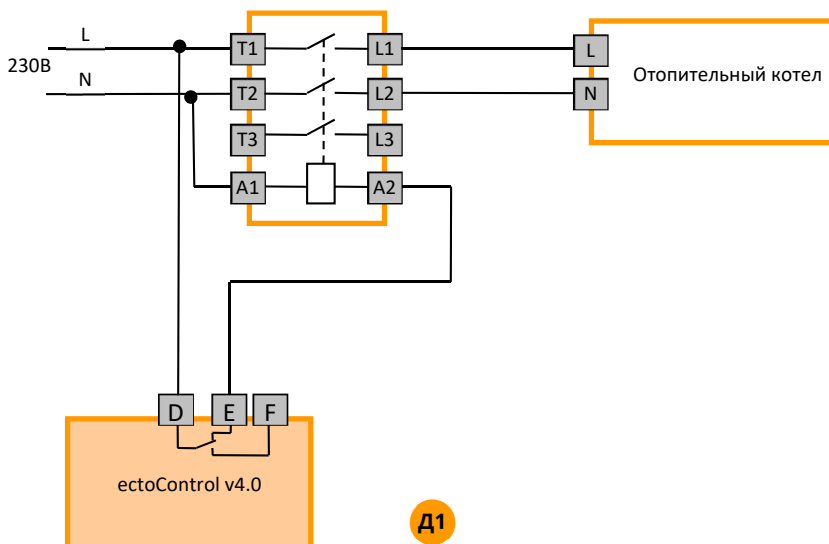 L
230В
N
T1
L1
L
T2
L2
N
Отопительный котел
T3
L3
A1
A2
D
E
F
ectoControl v4.0
Д1